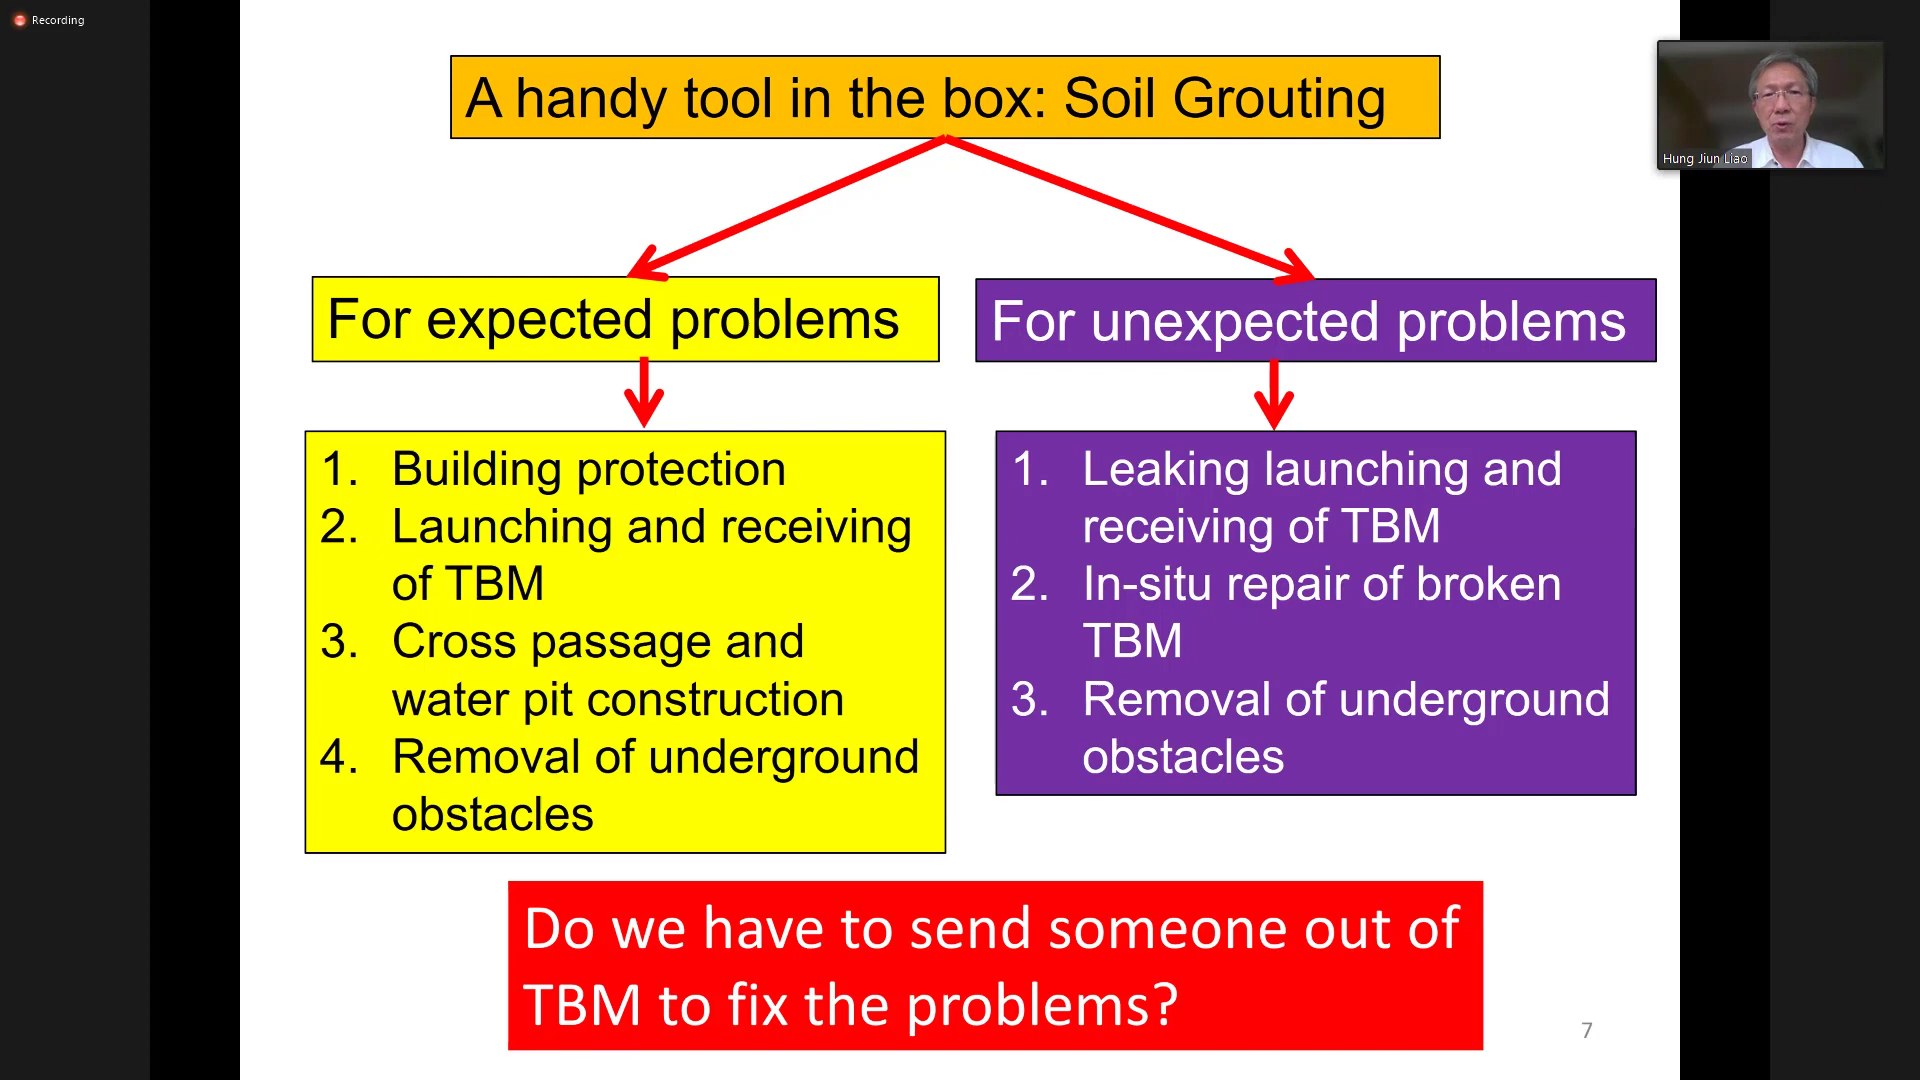 Recording
A handy tool in the box: Soil Grouting
Hung Jiun Liao
For expected problems
For unexpected problems
1. Building protection
2. Launching and receiving
of TBM
3. Cross passage and
water pit construction
4. Removal of underground
obstacles
1. Leaking launching and
receiving of TBM
2. In-situ repair of broken
TBM
3. Removal of underground
obstacles
Do we have to send someone out of
TBM to fix the problems?
7